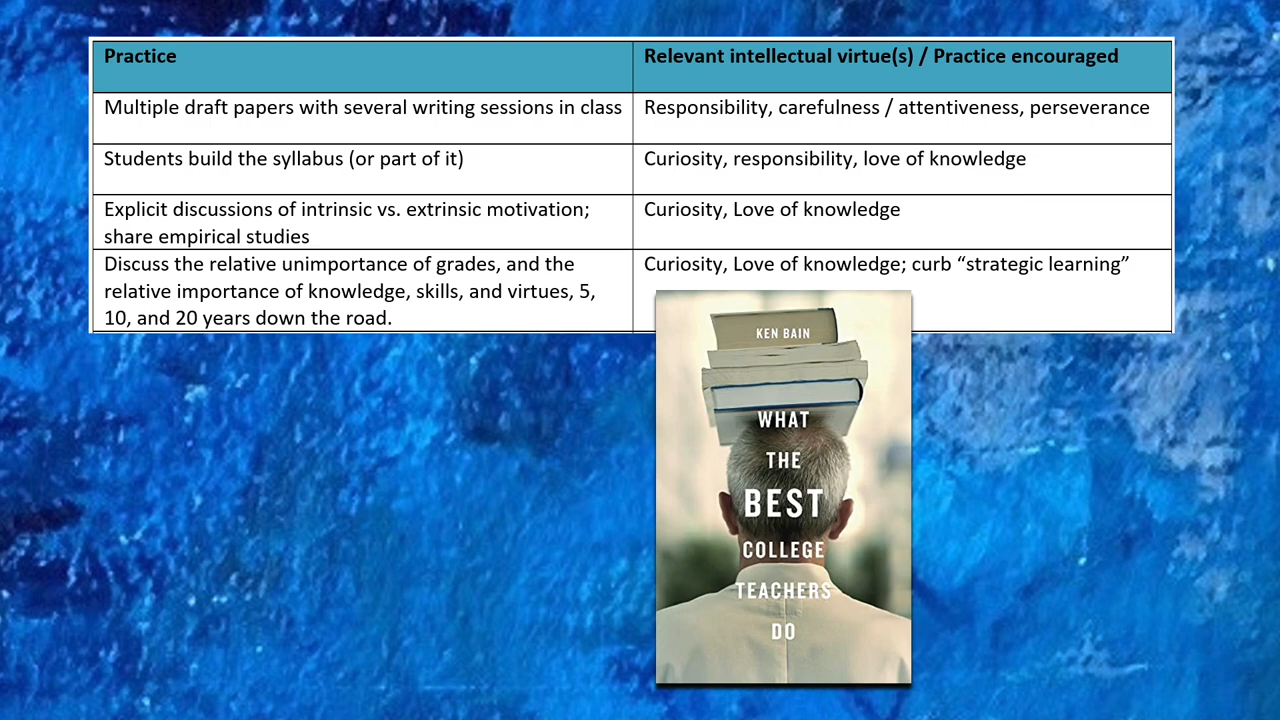 Practice
Relevant intellectual virtue(s) / Practice encouraged
Multiple draft papers with several writing sessions in class
Responsibility, carefulness / attentiveness, perseverance
Students build the syllabus (or part of it)
Curiosity, responsibility, love of knowledge
Explicit discussions of intrinsic vs. extrinsic motivation;
share empirical studies
Curiosity, Love of knowledge
Discuss the relative unimportance of grades, and the
relative importance of knowledge, skills, and virtues, 5,
10, and 20 years down the road.
Curiosity, Love of knowledge; curb “strategic learning”
KEN BAIN
WHAT
THE
BEST
COLLEGE
TEACHERS
DO